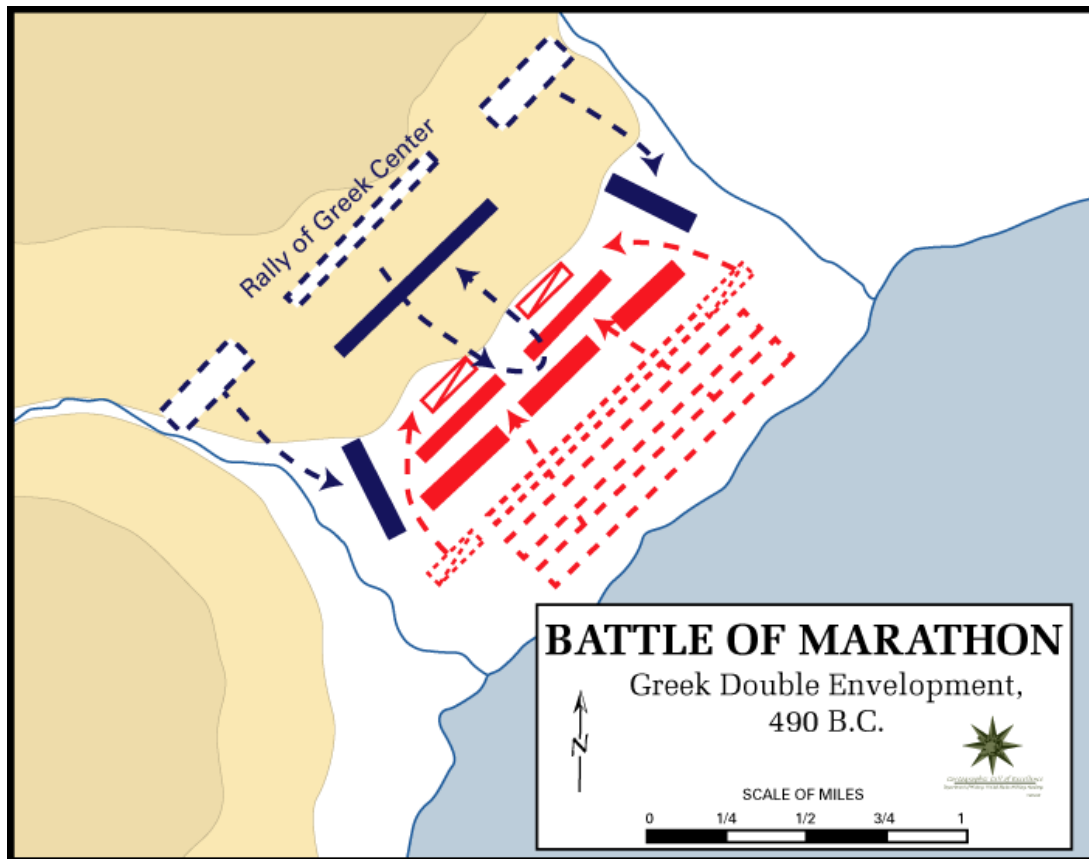 Rally of Greek Center
BATTLE OF MARATHON
Greek Double Envelopment,
490 B.C.
N
SCALE OF MILES
0 1/4 1/2 3/4 1